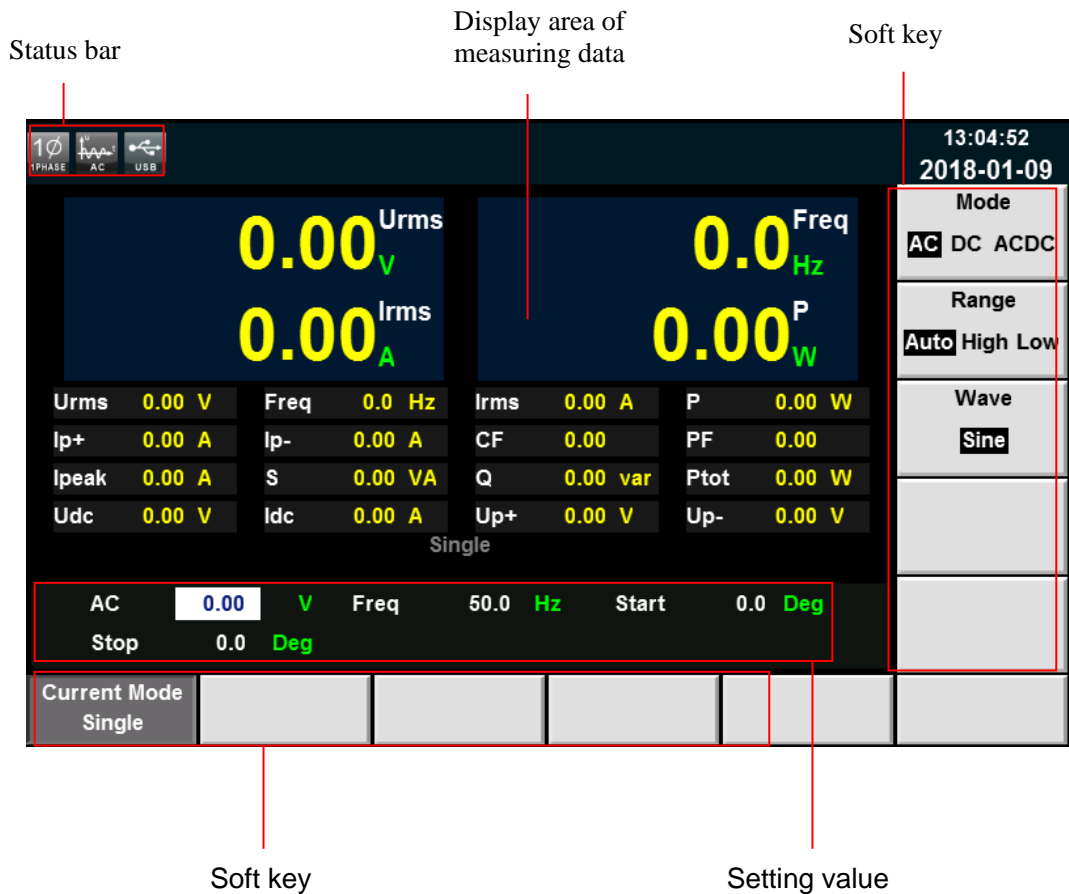 Status bar
Display area of
measuring data
Soft key
1Ø
1PHASE
U
t
AC
USB
13:04:52
2018-01-09
0.00 Urms V
0.0 Freq Hz
0.00 Irms A
0.00 P W
Mode
AC DC ACDC
Range
Auto High Low
Wave
Sine
Urms 0.00 V Freq 0.0 Hz Irms 0.00 A P 0.00 W
Ip+ 0.00 A Ip- 0.00 A CF 0.00 PF 0.00
Ipeak 0.00 A S 0.00 VA Q 0.00 var Ptot 0.00 W
Udc 0.00 V Idc 0.00 A Up+ 0.00 V Up- 0.00 V
Single
AC 0.00 V Freq 50.0 Hz Start 0.0 Deg
Stop 0.0 Deg
Current Mode
Single
Soft key
Setting value